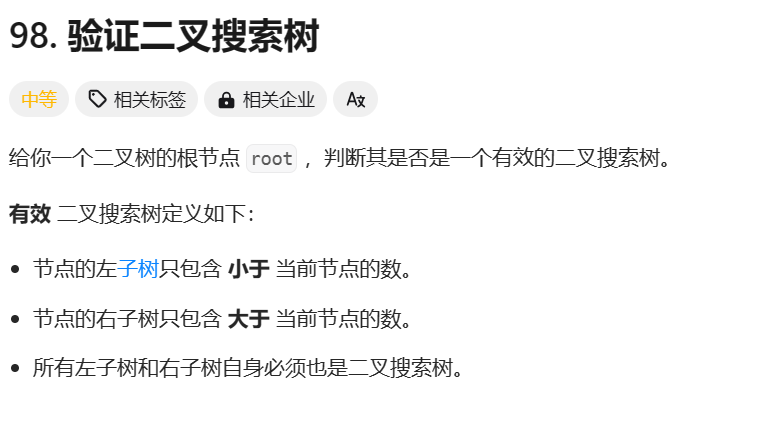 98. 验证二叉搜索树
中等 相关标签 相关企业 Aд
给你一个二叉树的根节点 root ，判断其是否是一个有效的二叉搜索树。
有效 二叉搜索树定义如下：
节点的左子树只包含 小于 当前节点的数。
节点的右子树只包含 大于 当前节点的数。
所有左子树和右子树自身必须也是二叉搜索树。